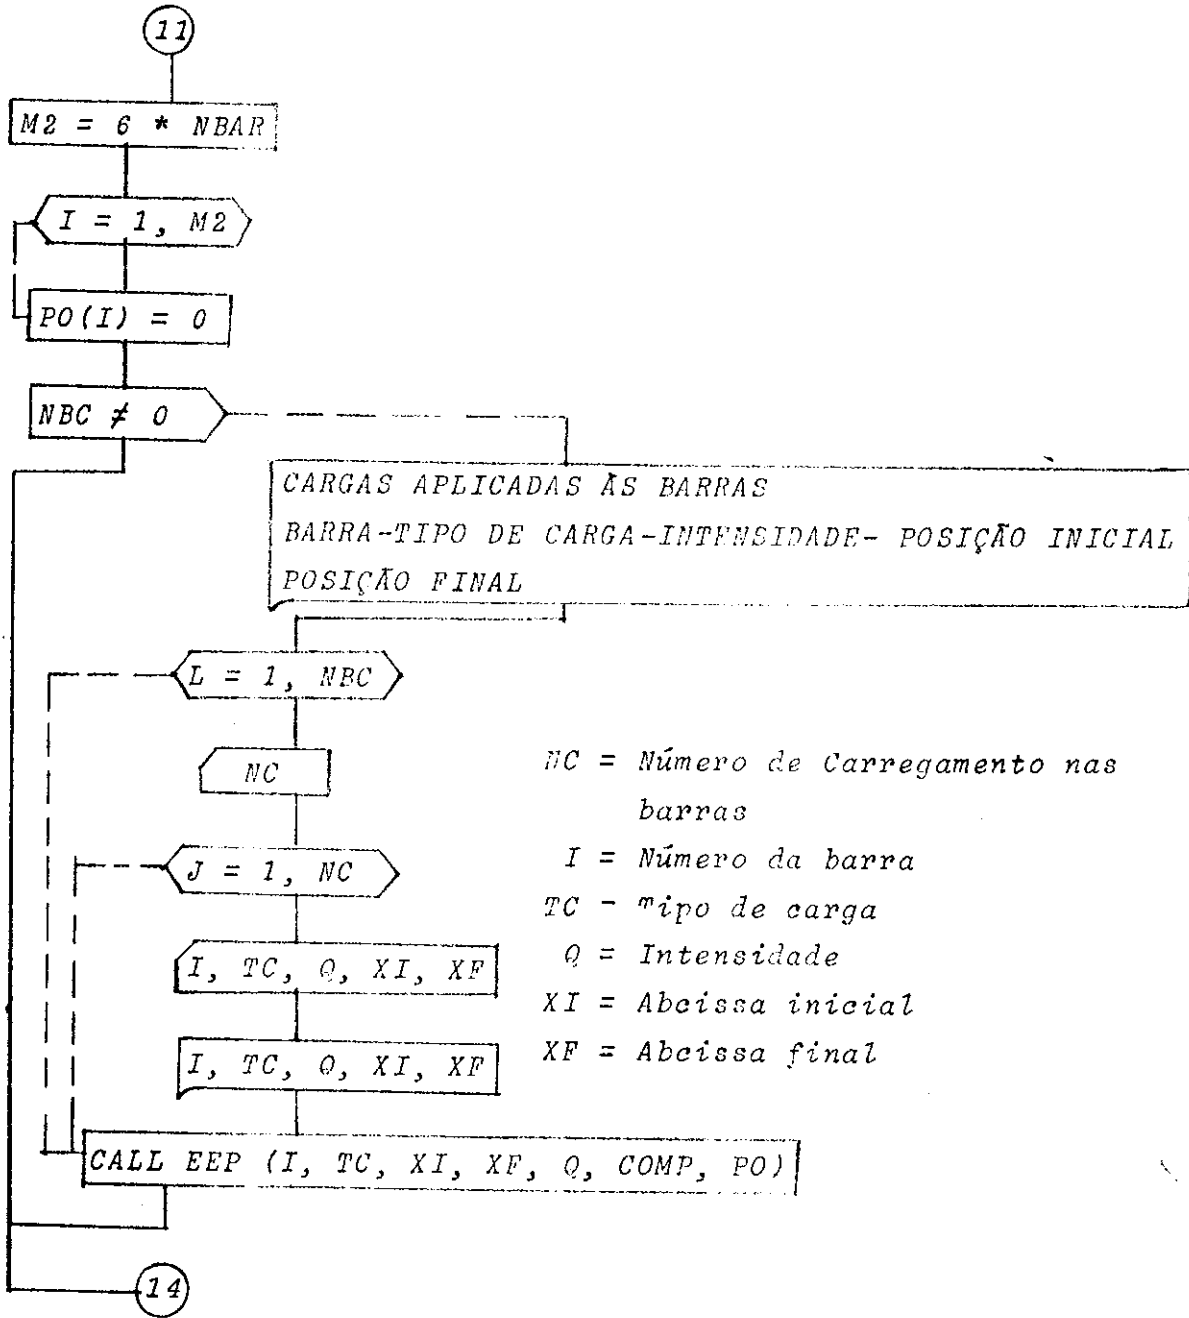 11
M2 = 6 * NBAR
I = 1, M2
PO(I) = 0
NBC ≠ 0
CARGAS APLICADAS ÀS BARRAS
BARRA-TIPO DE CARGA-INTENSIDADE- POSIÇÃO INICIAL
POSIÇÃO FINAL
L = 1, NBC
NC
J = 1, NC
I, TC, Q, XI, XF
I, TC, Q, XI, XF
CALL EEP (I, TC, XI, XF, Q, COMP, PO)
14
NC = Número de Carregamento nas
barras
I = Número da barra
TC - Tipo de carga
Q = Intensidade
XI = Abcissa inicial
XF = Abcissa final